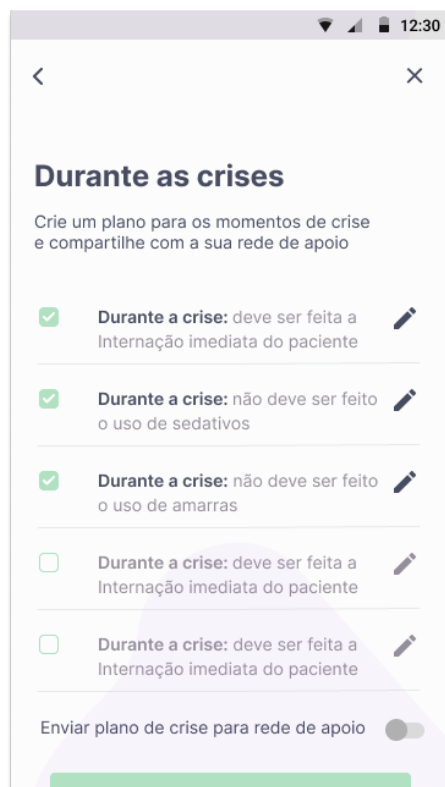 12:30
Durante as crises
Crie um plano para os momentos de crise
e compartilhe com a sua rede de apoio
Durante a crise: deve ser feita a
Internação imediata do paciente
Durante a crise: não deve ser feito
o uso de sedativos
Durante a crise: não deve ser feito
o uso de amarras
Durante a crise: deve ser feita a
Internação imediata do paciente
Durante a crise: deve ser feita a
Internação imediata do paciente
Enviar plano de crise para rede de apoio